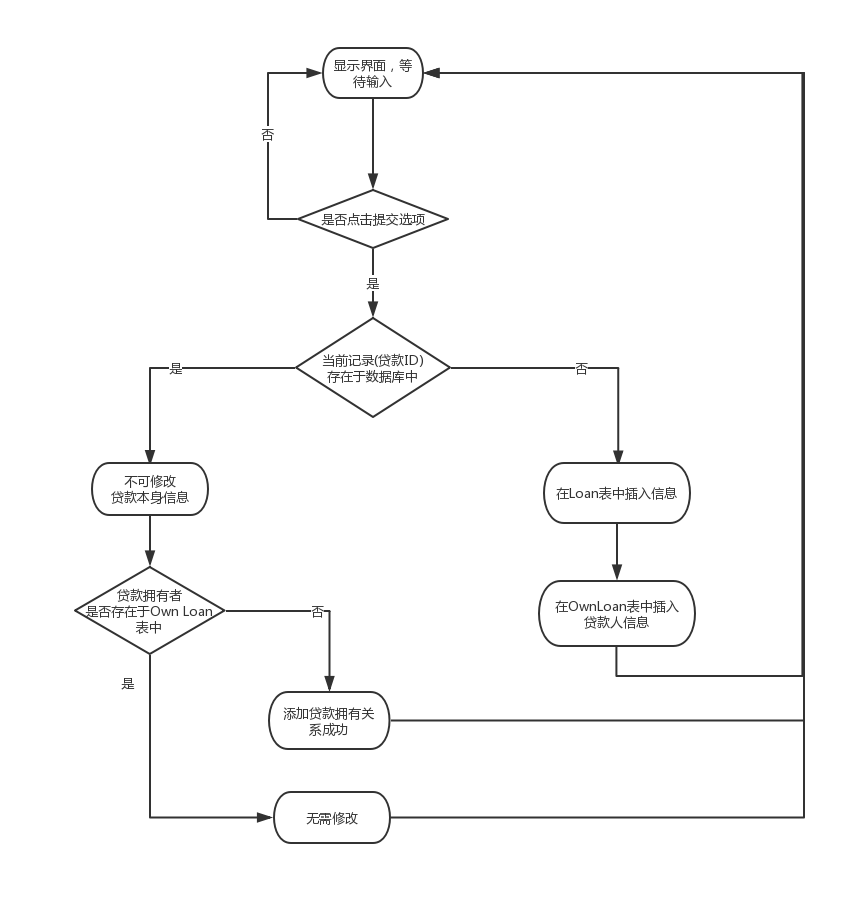 显示界面，等
待输入
否
是否点击提交选项
是
当前记录(贷款ID)
存在于数据库中
是
否
不可修改
贷款本身信息
在Loan表中插入信息
贷款拥有者
是否存在于Own Loan
表中
否
在OwnLoan表中插入
贷款人信息
是
添加贷款拥有关
系成功
无需修改